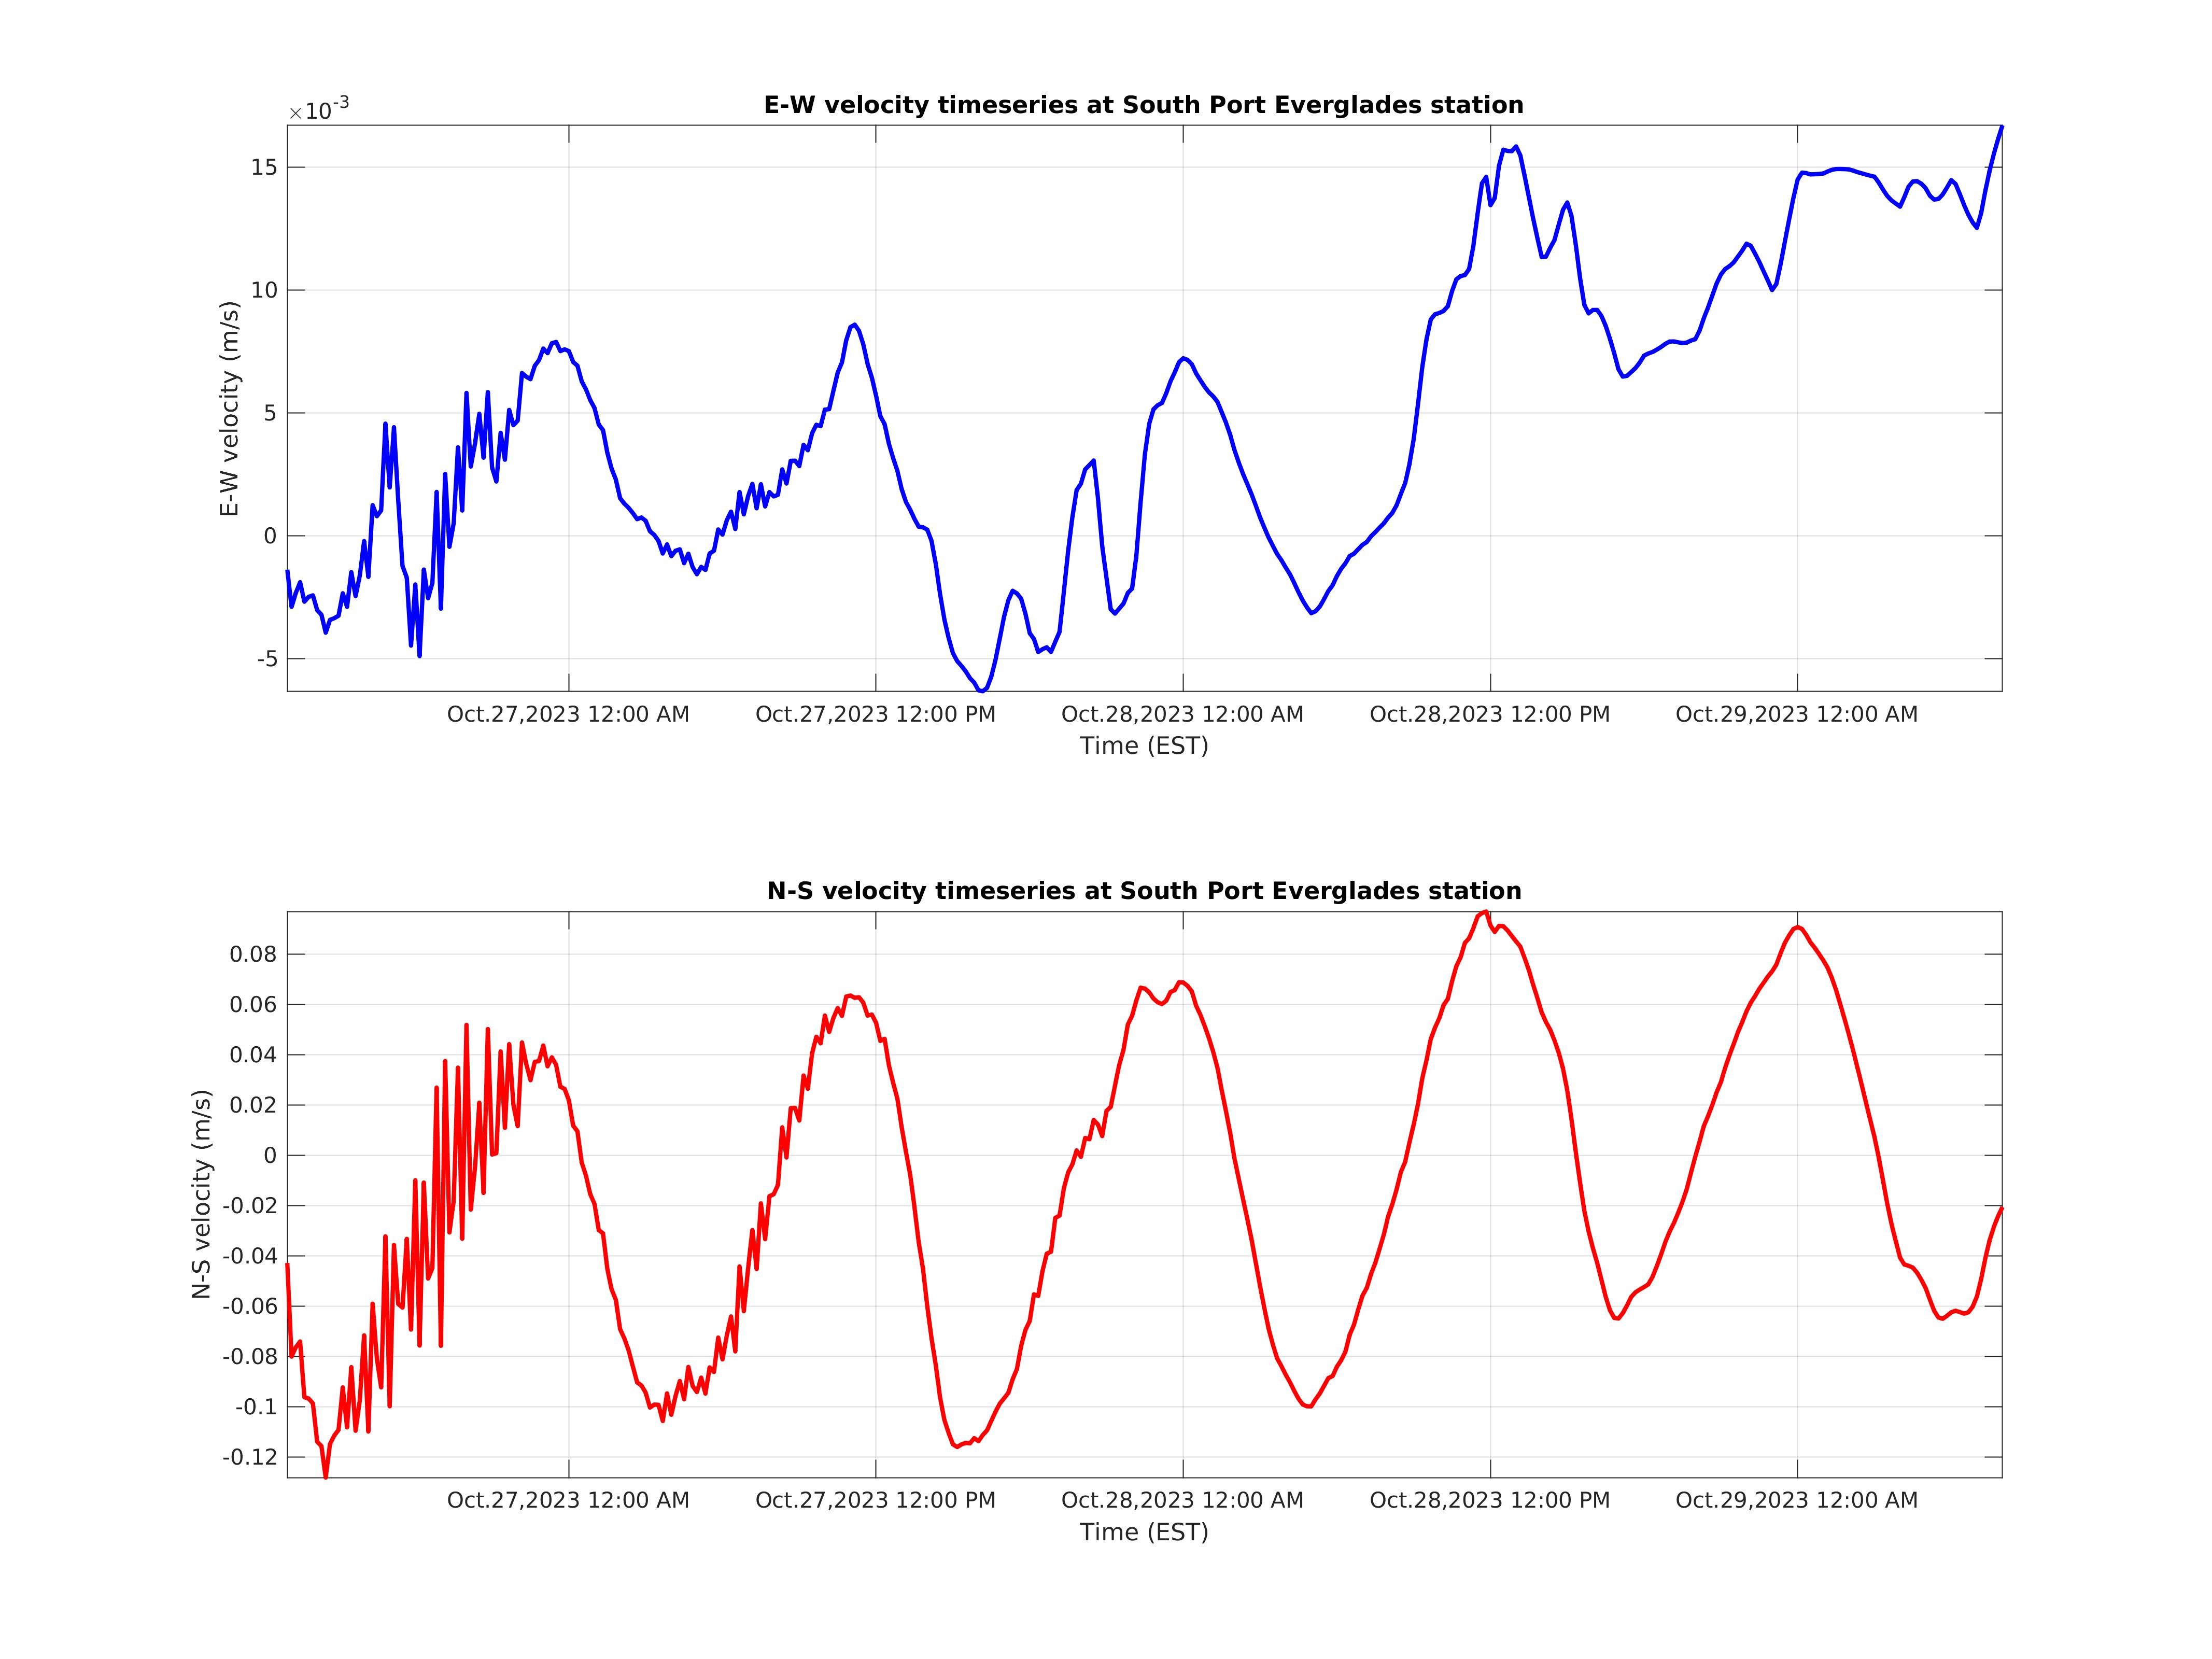 E-W velocity timeseries at South Port Everglades station
×10-3
E-W velocity (m/s)
15
10
5
0
-5
Oct.27,2023 12:00 AM Oct.27,2023 12:00 PM Oct.28,2023 12:00 AM Oct.28,2023 12:00 PM Oct.29,2023 12:00 AM
Time (EST)
N-S velocity timeseries at South Port Everglades station
N-S velocity (m/s)
0.08
0.06
0.04
0.02
0
-0.02
-0.04
-0.06
-0.08
-0.1
-0.12
Oct.27,2023 12:00 AM Oct.27,2023 12:00 PM Oct.28,2023 12:00 AM Oct.28,2023 12:00 PM Oct.29,2023 12:00 AM
Time (EST)